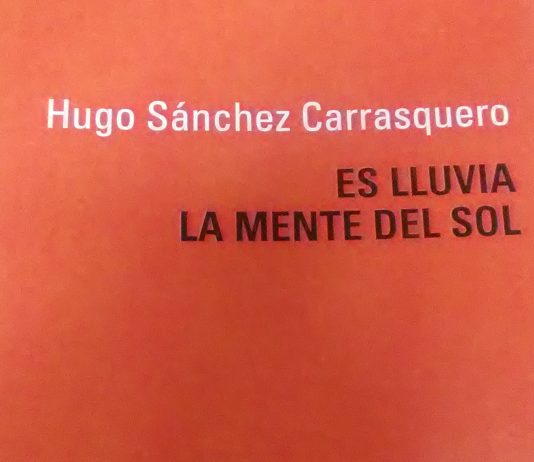 Hugo Sánchez Carrasquero
ES LLUVIA
LA MENTE DEL SOL